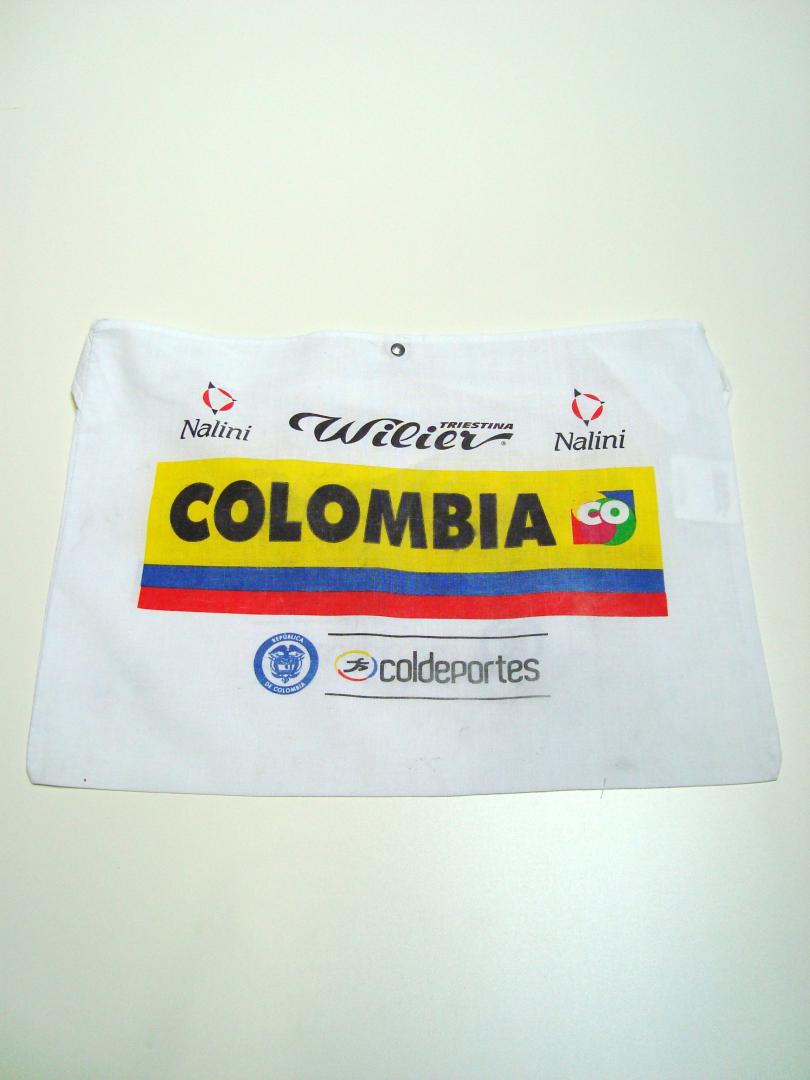 Nalini
Wilier TRIESTINA ®
Nalini
COLOMBIA CO
REPÚBLICA
DE COLOMBIA
coldeportes